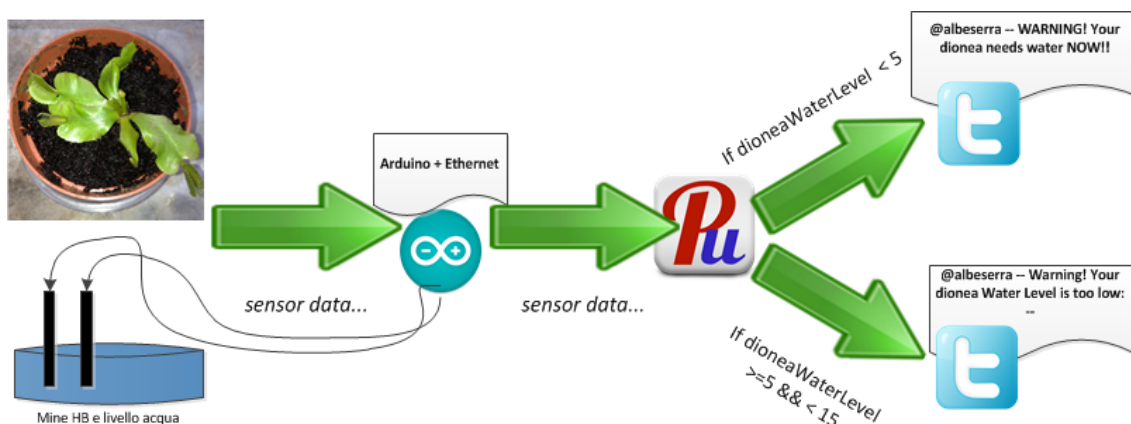 @albeserra -- WARNING! Your
dionea needs water NOW!!
If dioneaWaterLevel < 5
Arduino + Ethernet
Pu
sensor data...
sensor data...
@albeserra -- Warning! Your
dionea Water Level is too low:
--
If dioneaWaterLevel
>=5 && < 15
Mine HB e livello acqua